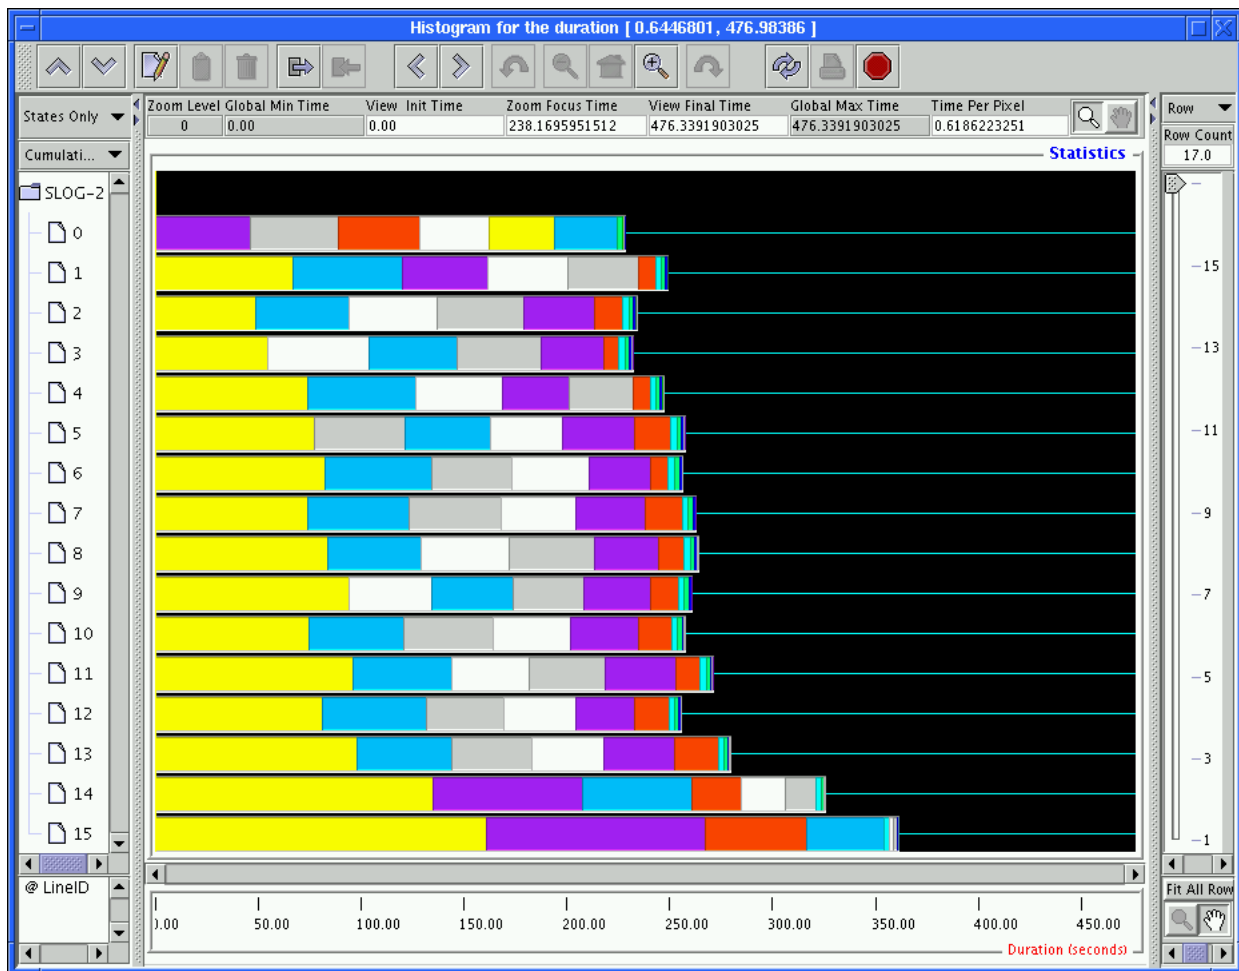 Histogram for the duration [ 0.6446801, 476.98386 ]
States Only
Zoom Level Global Min Time View Init Time Zoom Focus Time View Final Time Global Max Time Time Per Pixel
0 0.00 0.00 238.1695951512 476.3391903025 476.3391903025 0.6186223251
Row
Row Count
17.0
Cumulati...
Statistics
SLOG-2
0
1
2
3
4
5
6
7
8
9
10
11
12
13
14
15
15
13
11
9
7
5
3
1
@ LineID
Fit All Row
).00 50.00 100.00 150.00 200.00 250.00 300.00 350.00 400.00 450.00
Duration (seconds)